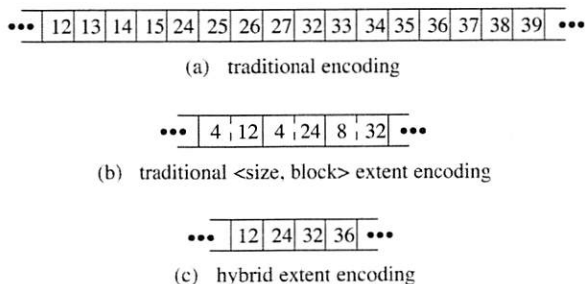 ••• 12 13 14 15 24 25 26 27 32 33 34 35 36 37 38 39 •••
(a) traditional encoding
••• 4 12 4 24 8 32 •••
(b) traditional <size, block> extent encoding
••• 12 24 32 36 •••
(c) hybrid extent encoding